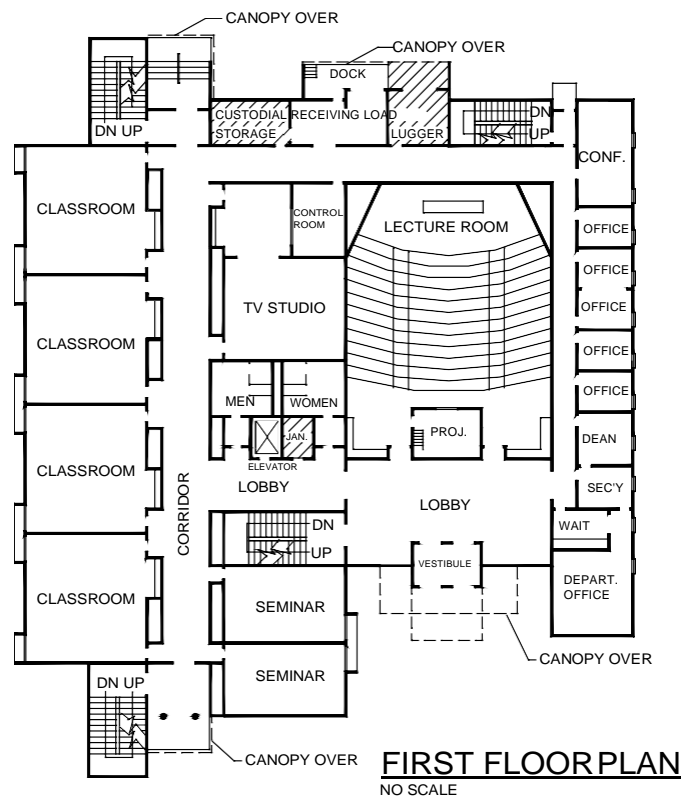 CANOPY OVER
CANOPY OVER
DOCK
CUSTODIAL STORAGE
RECEIVING
LOAD LUGGER
DN UP
DN
UP
CONF.
CLASSROOM
CONTROL
ROOM
LECTURE ROOM
OFFICE
OFFICE
TV STUDIO
OFFICE
CLASSROOM
OFFICE
MEN
WOMEN
OFFICE
PROJ.
JAN.
DEAN
CLASSROOM
ELEVATOR
LOBBY
SEC'Y
CORRIDOR
LOBBY
DN
UP
WAIT
VESTIBULE
CLASSROOM
SEMINAR
DEPART.
OFFICE
CANOPY OVER
SEMINAR
DN UP
CANOPY OVER
FIRST FLOOR PLAN
NO SCALE